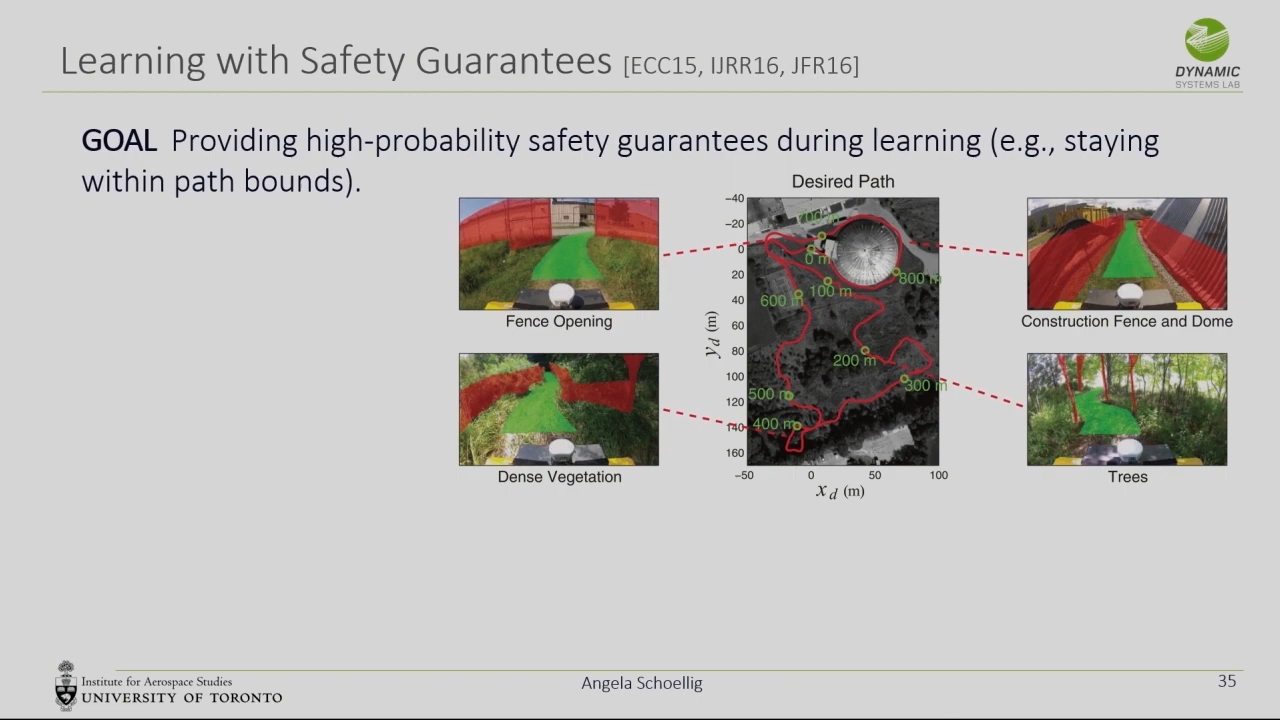 Learning with Safety Guarantees [ECC15, IJRR16, JFR16]
DYNAMIC
SYSTEMS LAB
GOAL Providing high-probability safety guarantees during learning (e.g., staying
within path bounds).
Desired Path
Fence Opening
Dense Vegetation
−40
−20
0
20
40
60
80
100
120
140
160
y_d (m)
700 m
0 m
100 m
800 m
600 m
200 m
300 m
500 m
400 m
−50 0 50 100
x_d (m)
Construction Fence and Dome
Trees
Institute for Aerospace Studies
UNIVERSITY OF TORONTO
Angela Schoellig
35